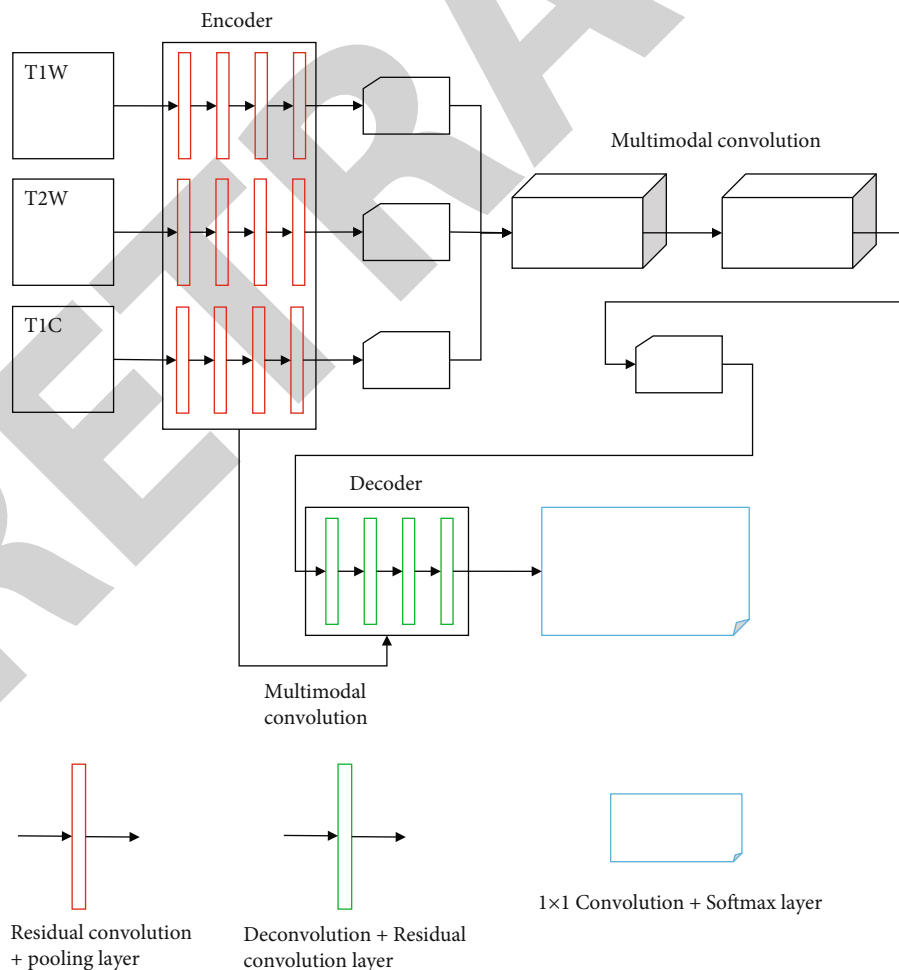 Encoder
T1W
T2W
T1C
Multimodal convolution
Decoder
Multimodal
convolution
Residual convolution
+ pooling layer
Deconvolution + Residual
convolution layer
1×1 Convolution + Softmax layer
RETRA